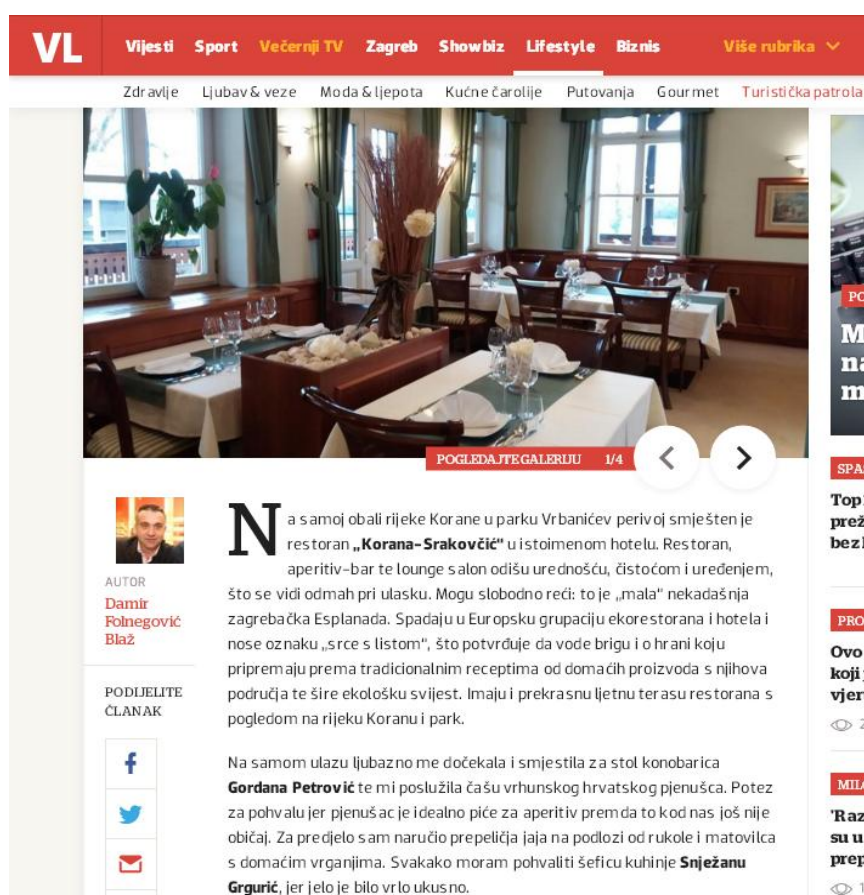 VL
Vijesti Sport Večernji TV Zagreb Showbiz Lifestyle Biznis Više rubrika
Zdravlje Ljubav & veze Moda & ljepota Kućne čarolije Putovanja Gourmet Turistička patrola
POGLEDAJTE GALERIJU 1/4
AUTOR
Damir
Folnegović
Blaž
PODIJELITE
ČLANAK
Na samoj obali rijeke Korane u parku Vrbanićev perivoj smješten je
restoran „Korana-Srakovčić“ u istoimenom hotelu. Restoran,
aperitiv-bar te lounge salon odišu urednošću, čistoćom i uređenjem,
što se vidi odmah pri ulasku. Mogu slobodno reći: to je „mala“ nekadašnja
zagrebačka Esplanada. Spadaju u Europsku grupaciju ekorestorana i hotela i
nose oznaku „srce s listom“, što potvrđuje da vode brigu i o hrani koju
pripremaju prema tradicionalnim receptima od domaćih proizvoda s njihova
područja te šire ekološku svijest. Imaju i prekrasnu ljetnu terasu restorana s
pogledom na rijeku Koranu i park.
Na samom ulazu ljubazno me dočekala i smjestila za stol konobarica
Gordana Petrović te mi poslužila čašu vrhunskog hrvatskog pjenušca. Potez
za pohvalu jer pjenušac je idealno piće za aperitiv premda to kod nas još nije
običaj. Za predjelo sam naručio prepeličja jaja na podlozi od rukole i matovilca
s domaćim vrganjima. Svakako moram pohvaliti šeficu kuhinje Snježanu
Grgurić, jer jelo je bilo vrlo ukusno.
Ovo
koji
su u